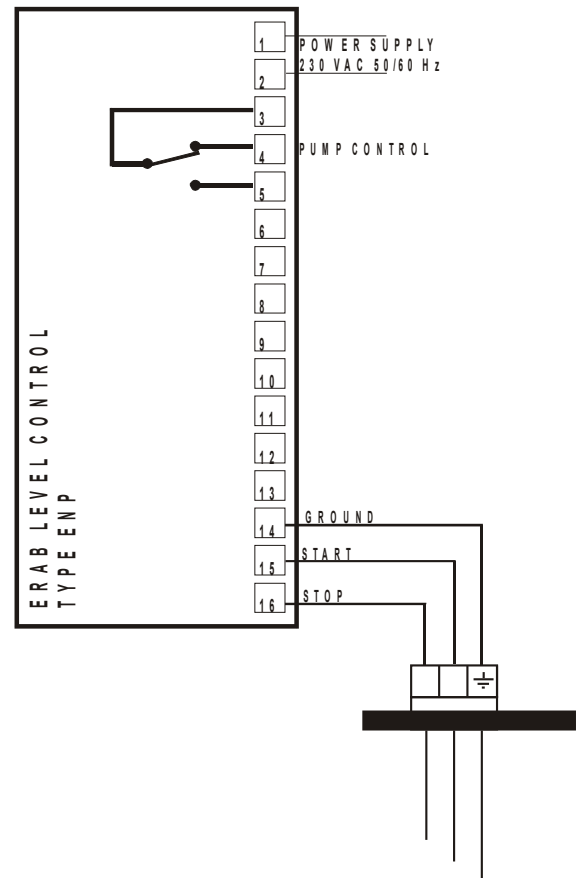 1
POWER SUPPLY
2
230 VAC 50/60 Hz
3
4
PUMP CONTROL
5
6
7
8
9
10
11
12
13
14
GROUND
15
START
16
STOP
ERAB LEVEL CONTROL
TYPE ENP